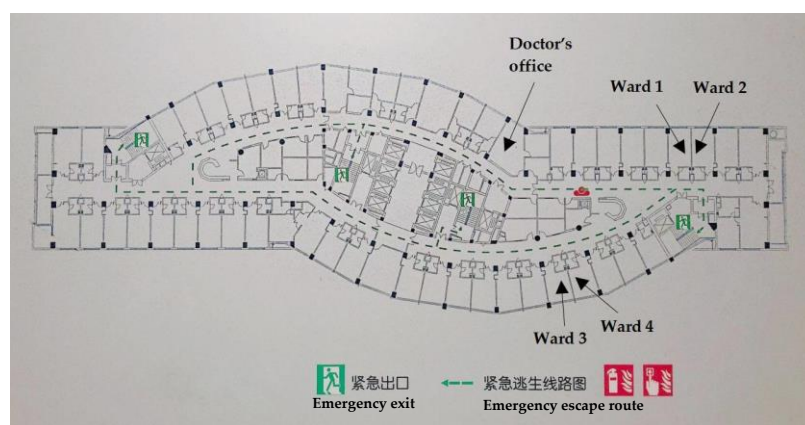 Doctor's
office
Ward 1
Ward 2
Ward 3
Ward 4
紧急出口
Emergency exit
紧急逃生线路图
Emergency escape route